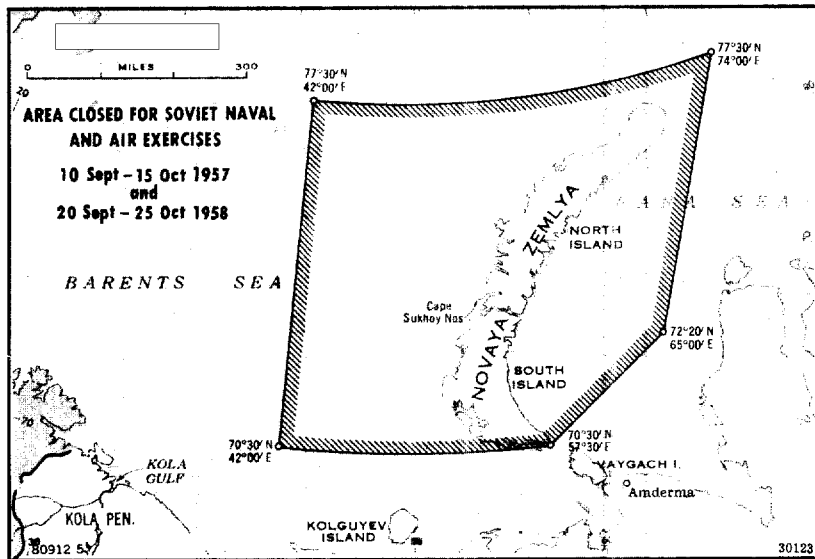 0 MILES 300
77°30′N
42°00′E
77°30′N
74°00′E
20
AREA CLOSED FOR SOVIET NAVAL
AND AIR EXERCISES
10 Sept – 15 Oct 1957
and
20 Sept – 25 Oct 1958
KARA SEA
ZEMLYA
NORTH
ISLAND
BARENTS SEA
Cape
Sukhoy Nos
NOVAYA
72°20′N
65°00′E
SOUTH
ISLAND
70°30′N
42°00′E
70°30′N
57°30′E
KOLA
GULF
VAYGACH I.
Amderma
KOLA PEN.
KOLGUYEV
ISLAND
30123